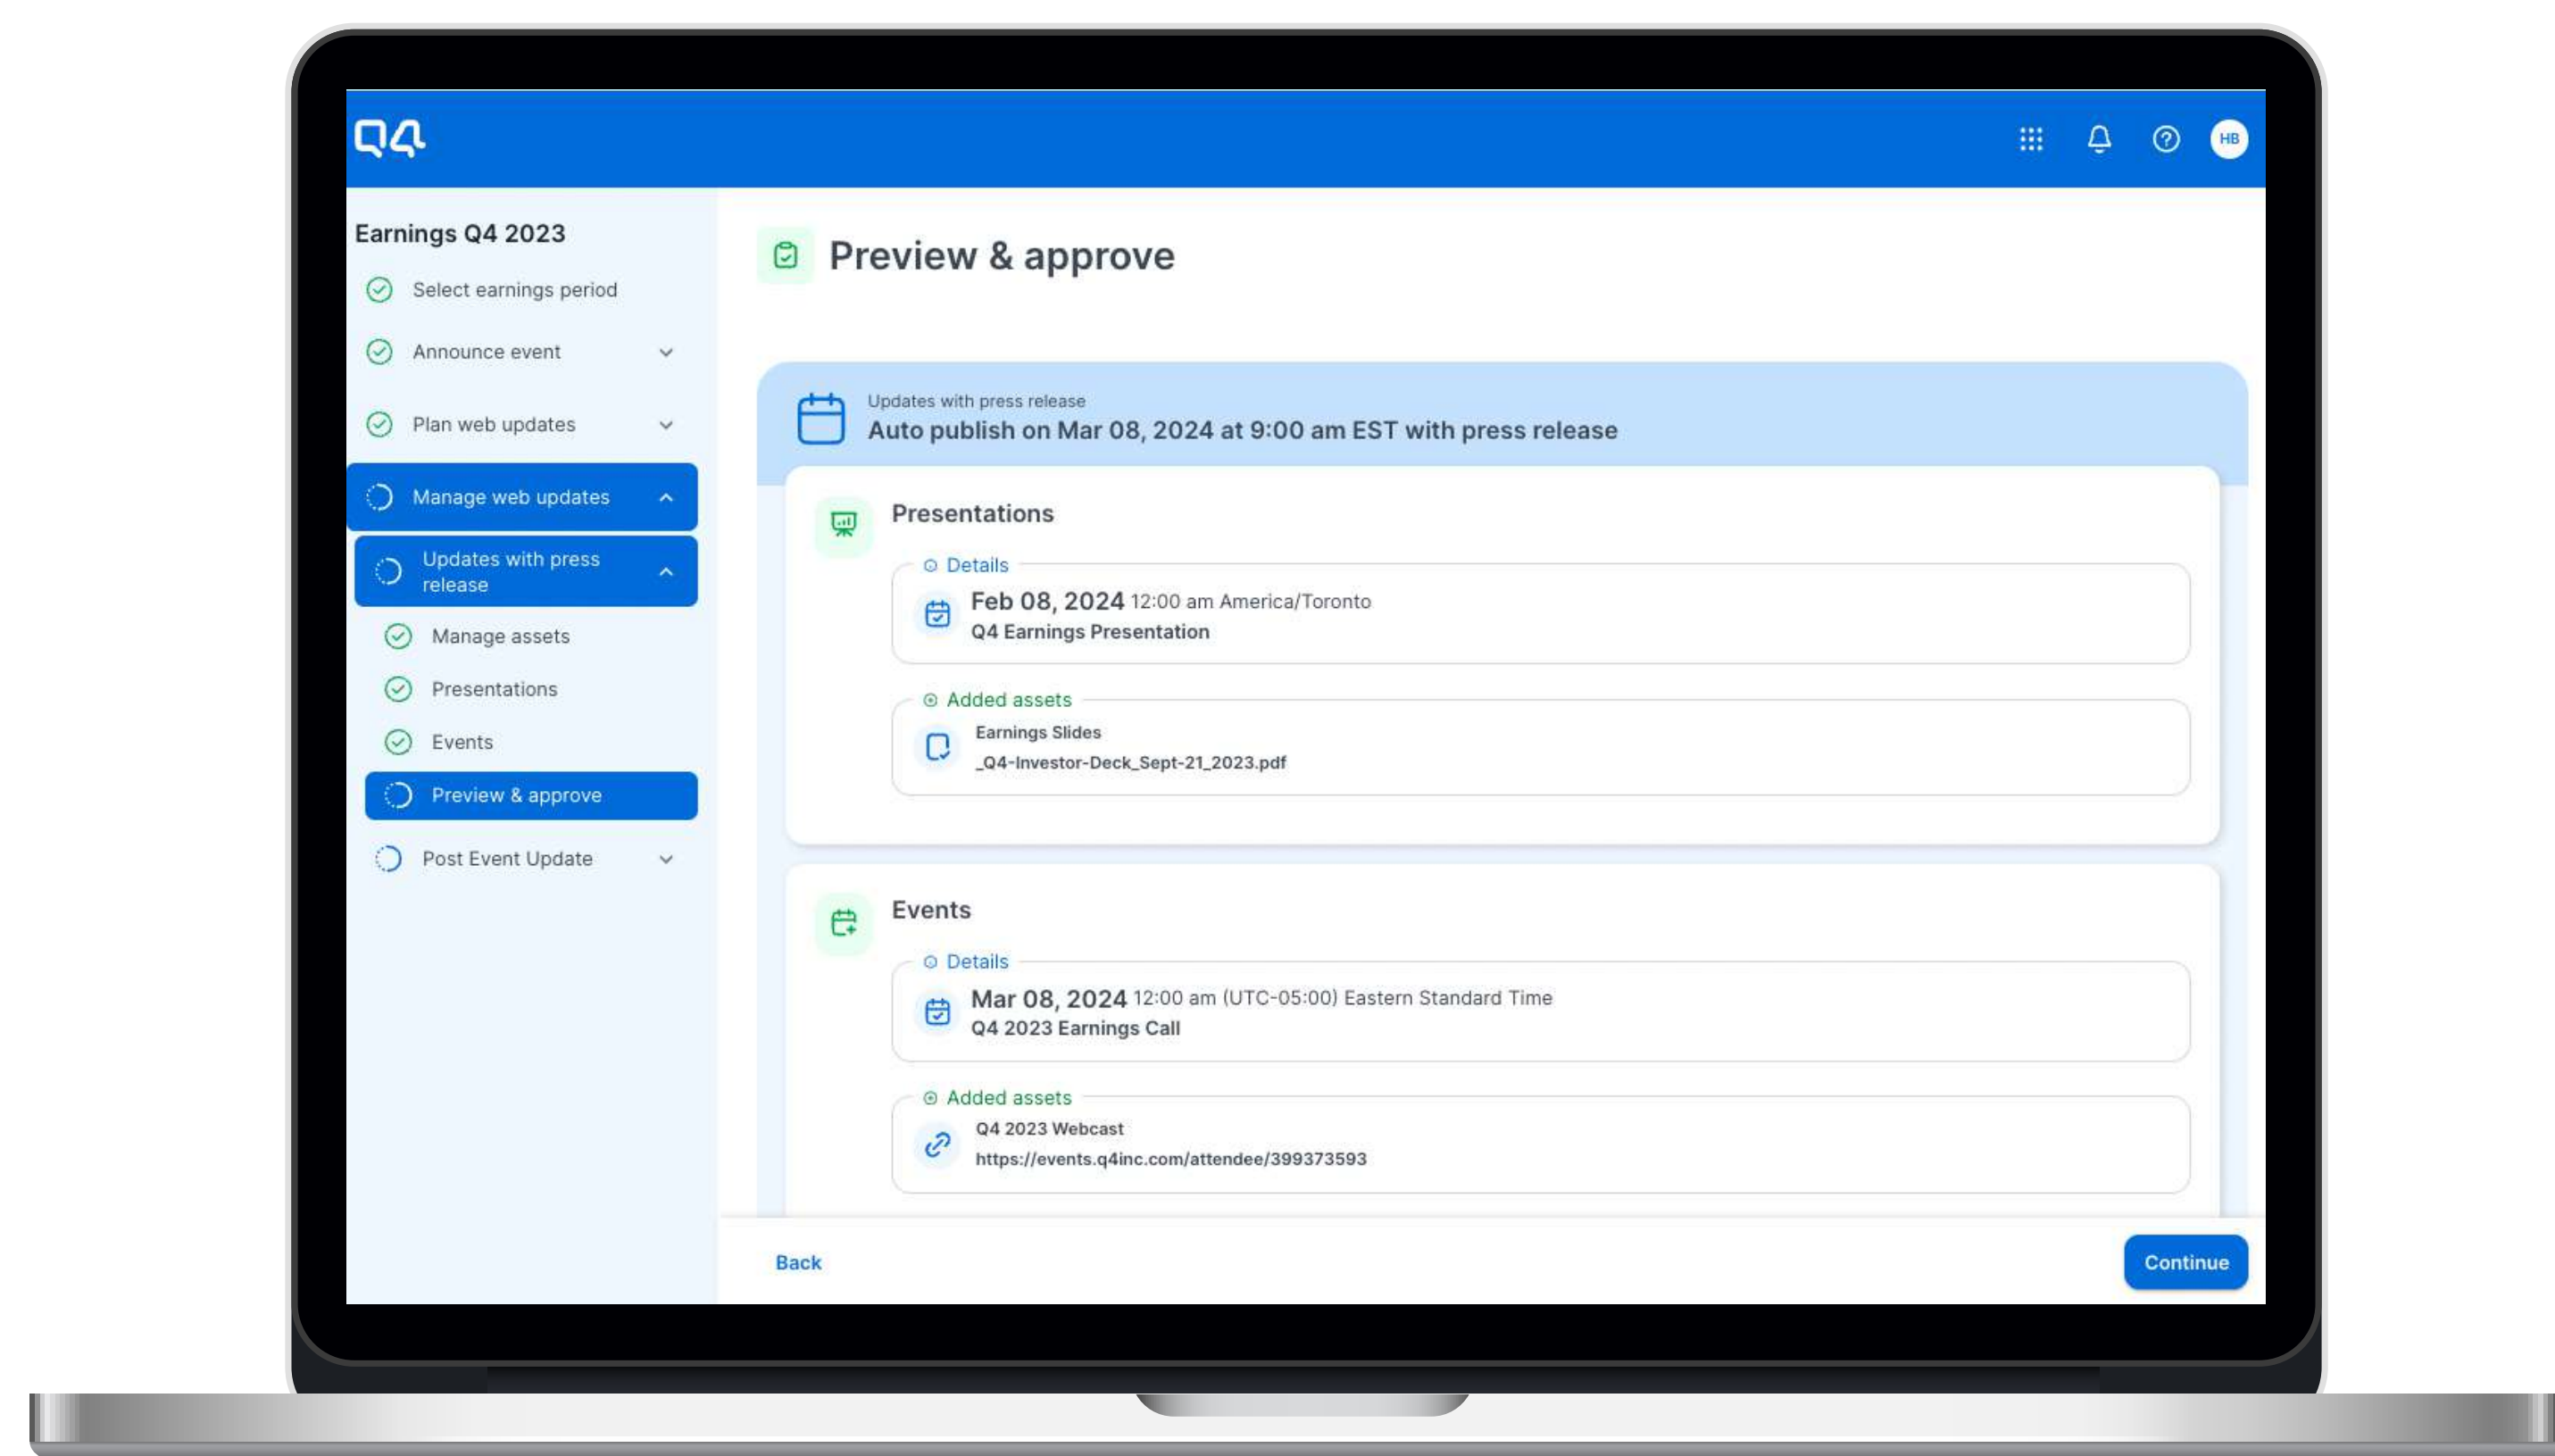 Q4
HB
Earnings Q4 2023
Select earnings period
Announce event
Plan web updates
Manage web updates
Updates with press
release
Manage assets
Presentations
Events
Preview & approve
Post Event Update
Preview & approve
Updates with press release
Auto publish on Mar 08, 2024 at 9:00 am EST with press release
Presentations
Details
Feb 08, 2024 12:00 am America/Toronto
Q4 Earnings Presentation
Added assets
Earnings Slides
_Q4-Investor-Deck_Sept-21_2023.pdf
Events
Details
Mar 08, 2024 12:00 am (UTC-05:00) Eastern Standard Time
Q4 2023 Earnings Call
Added assets
Q4 2023 Webcast
https://events.q4inc.com/attendee/399373593
Back
Continue